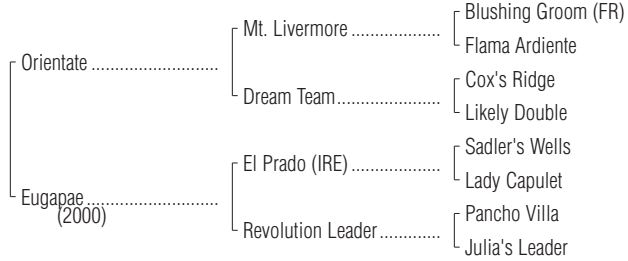 Blushing Groom (FR)
Mt. Livermore ....................
Flama Ardiente
Orientate .............................
Cox's Ridge
Dream Team.......................
Likely Double
Sadler's Wells
El Prado (IRE) ....................
Lady Capulet
Eugapae..............................
(2000)
Pancho Villa
Revolution Leader.............
Julia's Leader